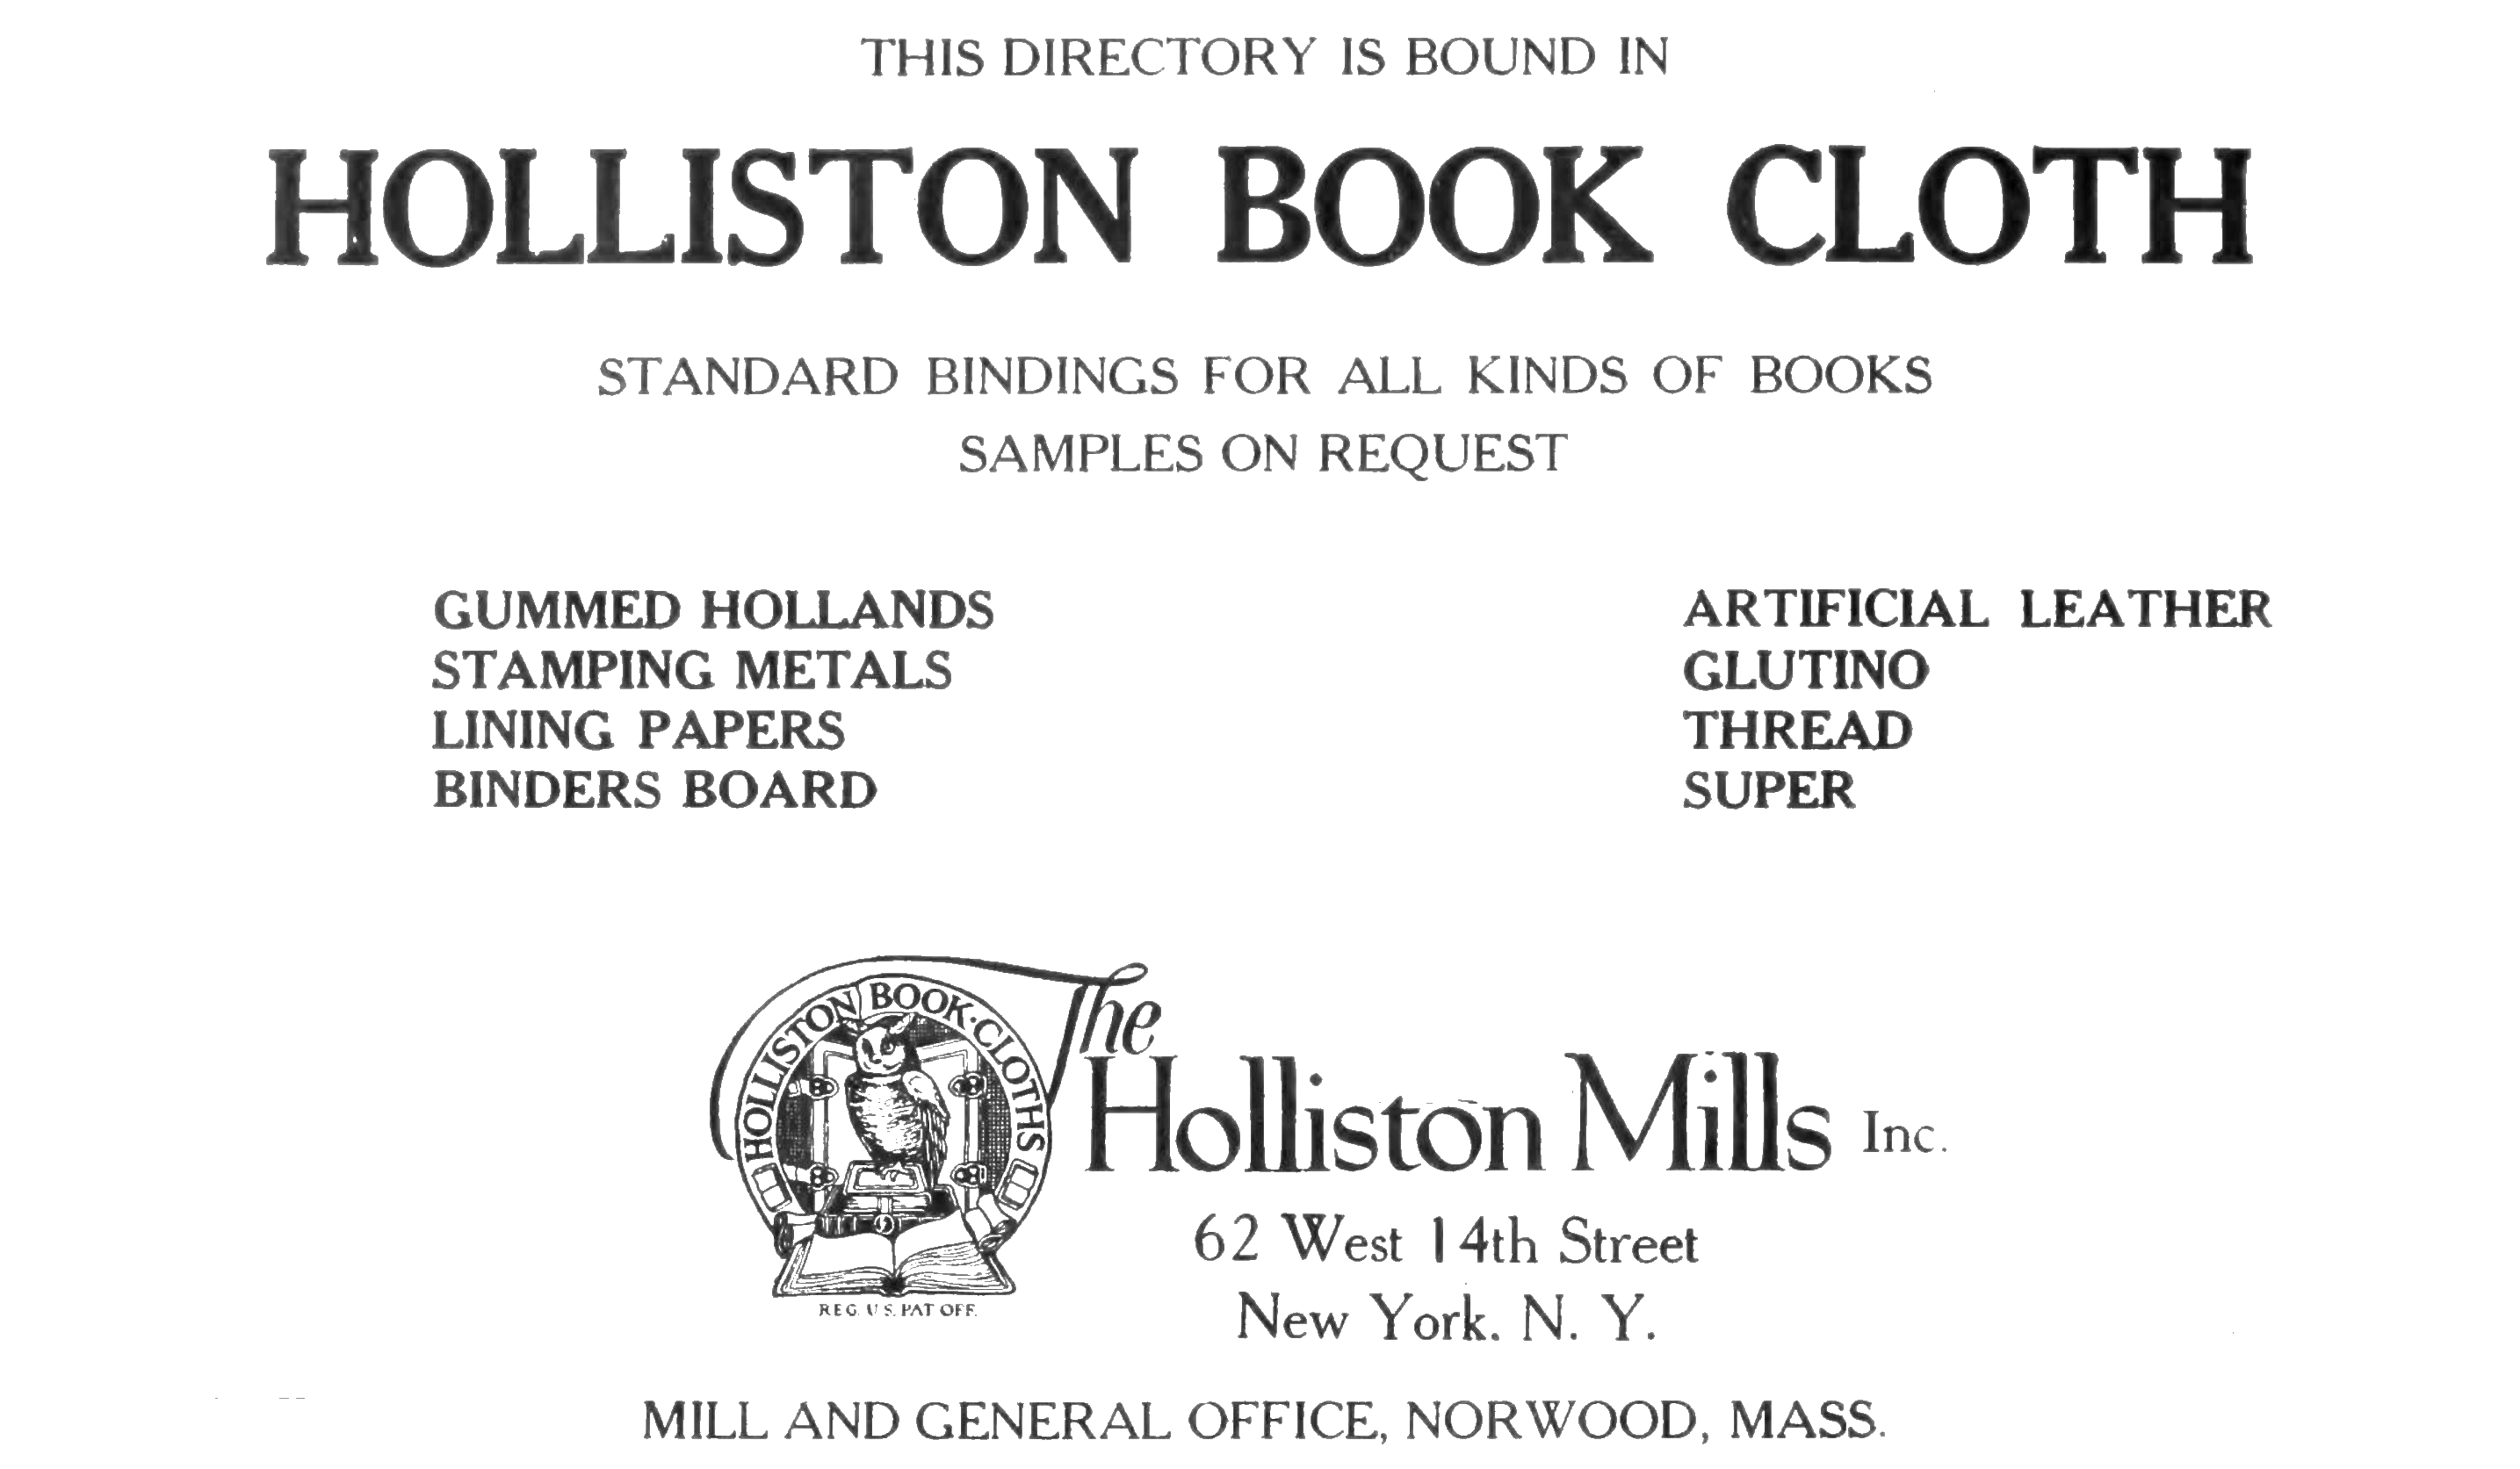 THIS DIRECTORY IS BOUND IN
HOLLISTON BOOK CLOTH
STANDARD BINDINGS FOR ALL KINDS OF BOOKS
SAMPLES ON REQUEST
GUMMED HOLLANDS
STAMPING METALS
LINING PAPERS
BINDERS BOARD
ARTIFICIAL LEATHER
GLUTINO
THREAD
SUPER
HOLLISTON BOOK·CLOTHS
REG. U.S. PAT OFF.
The
Holliston Mills Inc.
62 West 14th Street
New York. N. Y.
MILL AND GENERAL OFFICE, NORWOOD, MASS.